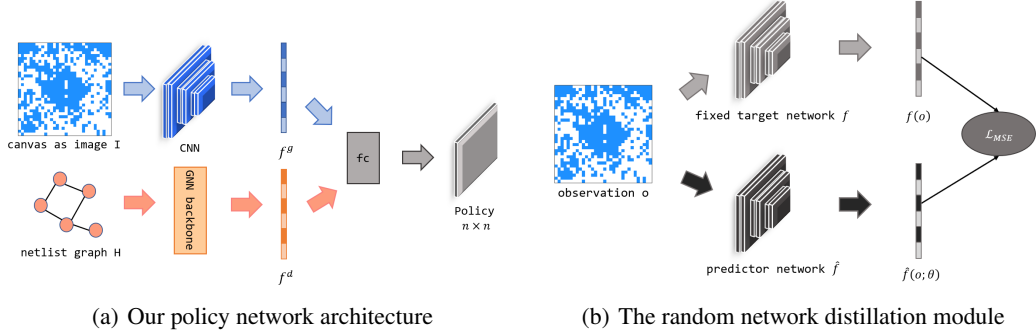 canvas as image I
CNN
f^g
netlist graph H
GNN backbone
f^d
fc
Policy
n × n
(a) Our policy network architecture
observation o
fixed target network f
f(o)
predictor network f̂
f̂(o; θ)
ℒ_MSE
(b) The random network distillation module